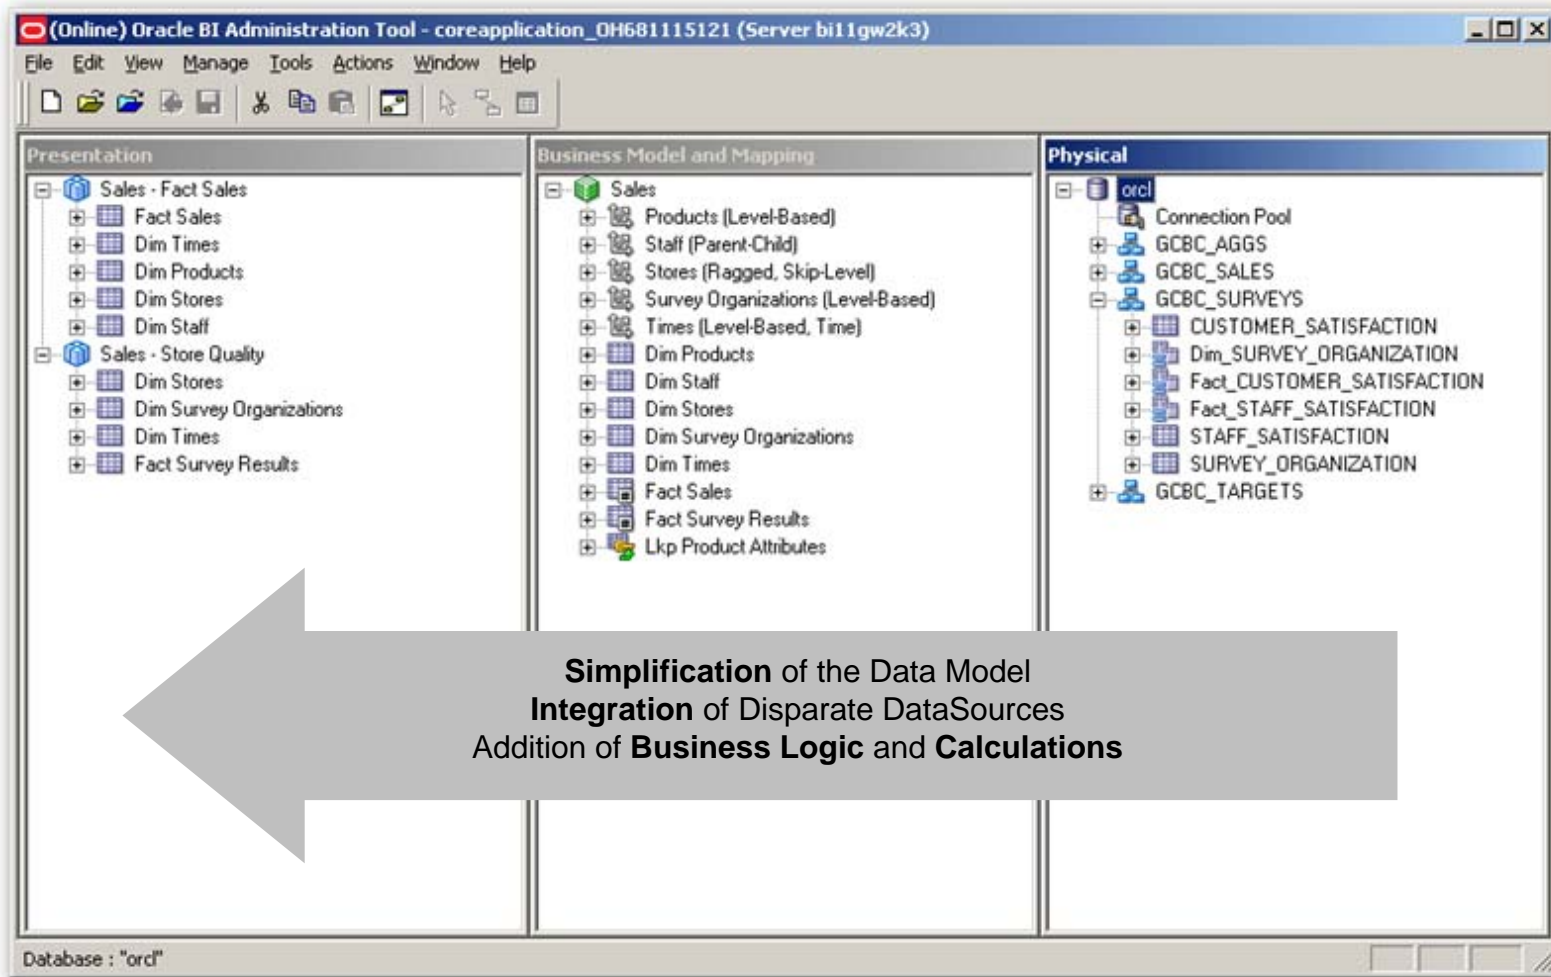 (Online) Oracle BI Administration Tool - coreapplication_OH681115121 (Server bi11gw2k3)
File Edit View Manage Tools Actions Window Help
Presentation
Sales - Fact Sales
Fact Sales
Dim Times
Dim Products
Dim Stores
Dim Staff
Sales - Store Quality
Dim Stores
Dim Survey Organizations
Dim Times
Fact Survey Results
Business Model and Mapping
Sales
Products (Level-Based)
Staff (Parent-Child)
Stores (Ragged, Skip-Level)
Survey Organizations (Level-Based)
Times (Level-Based, Time)
Dim Products
Dim Staff
Dim Stores
Dim Survey Organizations
Dim Times
Fact Sales
Fact Survey Results
Lkp Product Attributes
Physical
orcl
Connection Pool
GCBC_AGGS
GCBC_SALES
GCBC_SURVEYS
CUSTOMER_SATISFACTION
Dim_SURVEY_ORGANIZATION
Fact_CUSTOMER_SATISFACTION
Fact_STAFF_SATISFACTION
STAFF_SATISFACTION
SURVEY_ORGANIZATION
GCBC_TARGETS
Simplification of the Data Model
Integration of Disparate DataSources
Addition of Business Logic and Calculations
Database : "orcl"